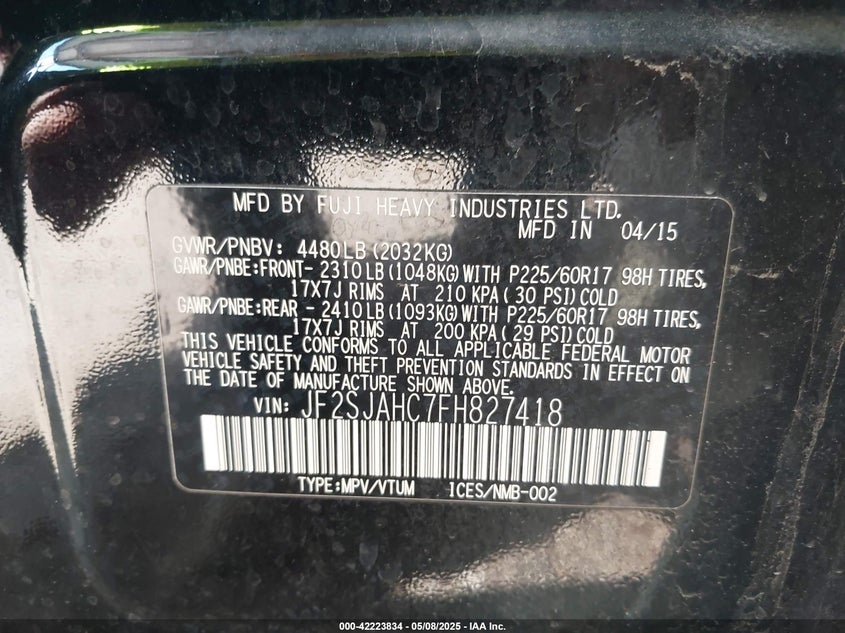 MFD BY FUJI HEAVY INDUSTRIES LTD.
MFD IN 04/15
GVWR/PNBV: 4480LB (2032KG)
GAWR/PNBE:FRONT- 2310 LB (1048KG) WITH P225/60R17 98H TIRES,
17X7J RIMS AT 210 KPA ( 30 PSI) COLD
GAWR/PNBE:REAR - 2410 LB (1093KG) WITH P225/60R17 98H TIRES,
17X7J RIMS AT 200 KPA ( 29 PSI) COLD
THIS VEHICLE CONFORMS TO ALL APPLICABLE FEDERAL MOTOR
VEHICLE SAFETY AND THEFT PREVENTION STANDARDS IN EFFECT ON
THE DATE OF MANUFACTURE SHOWN ABOVE.
VIN: JF2SJAHC7FH827418
TYPE:MPV/VTUM ICES/NMB-002
000-42223834 - 05/08/2025 - IAA Inc.